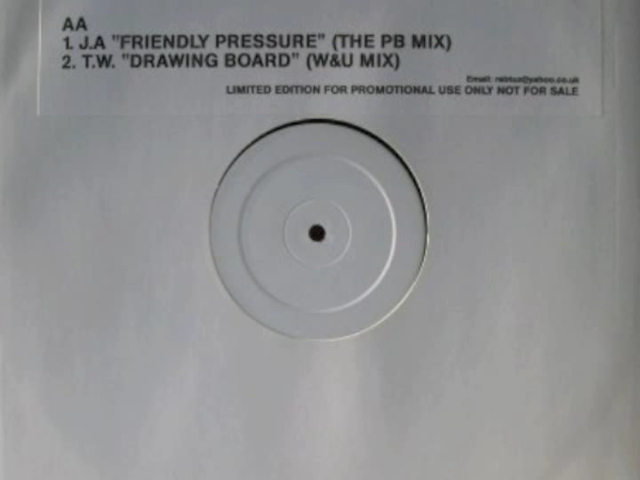 AA
1. J.A "FRIENDLY PRESSURE" (THE PB MIX)
2. T.W. "DRAWING BOARD" (W&U MIX)
Email:
LIMITED EDITION FOR PROMOTIONAL USE ONLY NOT FOR SALE